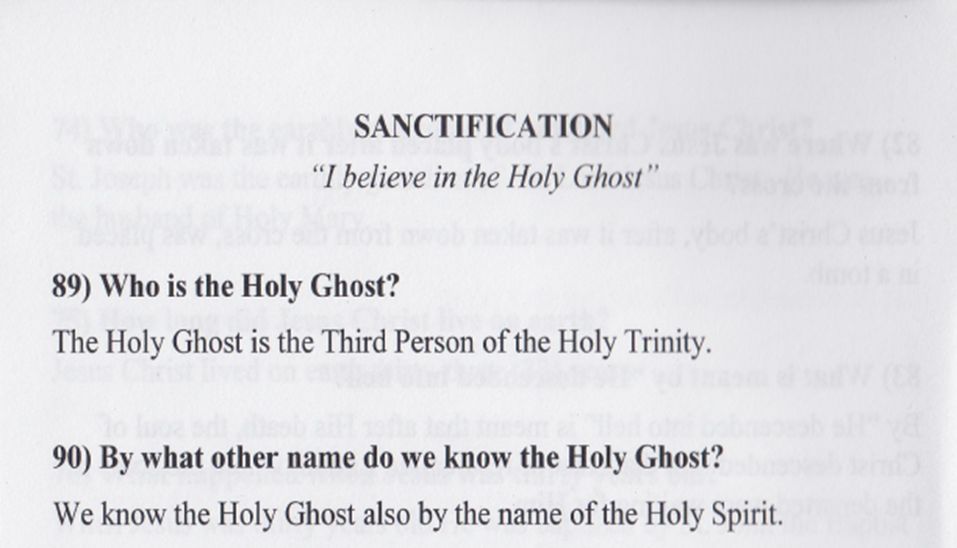 SANCTIFICATION
“I believe in the Holy Ghost”
89) Who is the Holy Ghost?
The Holy Ghost is the Third Person of the Holy Trinity.
90) By what other name do we know the Holy Ghost?
We know the Holy Ghost also by the name of the Holy Spirit.